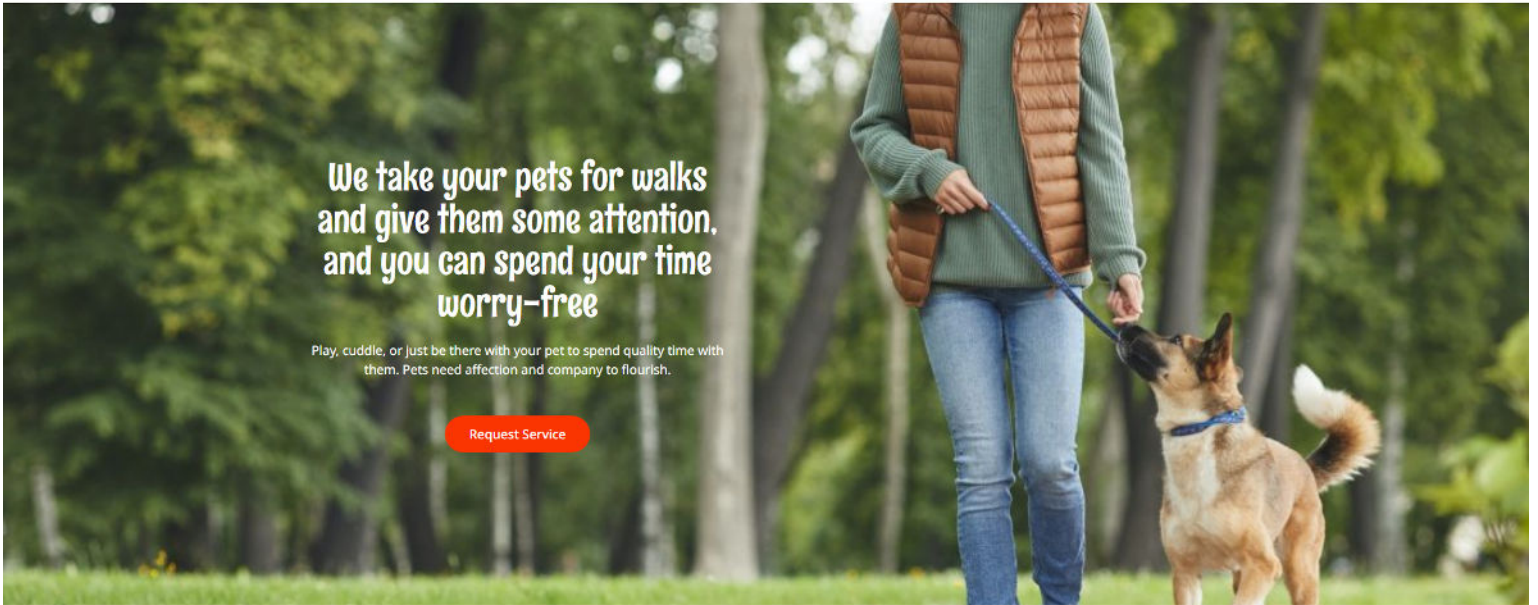 We take your pets for walks
and give them some attention,
and you can spend your time
worry-free
Play, cuddle, or just be there with your pet to spend quality time with
them. Pets need affection and company to flourish.
Request Service